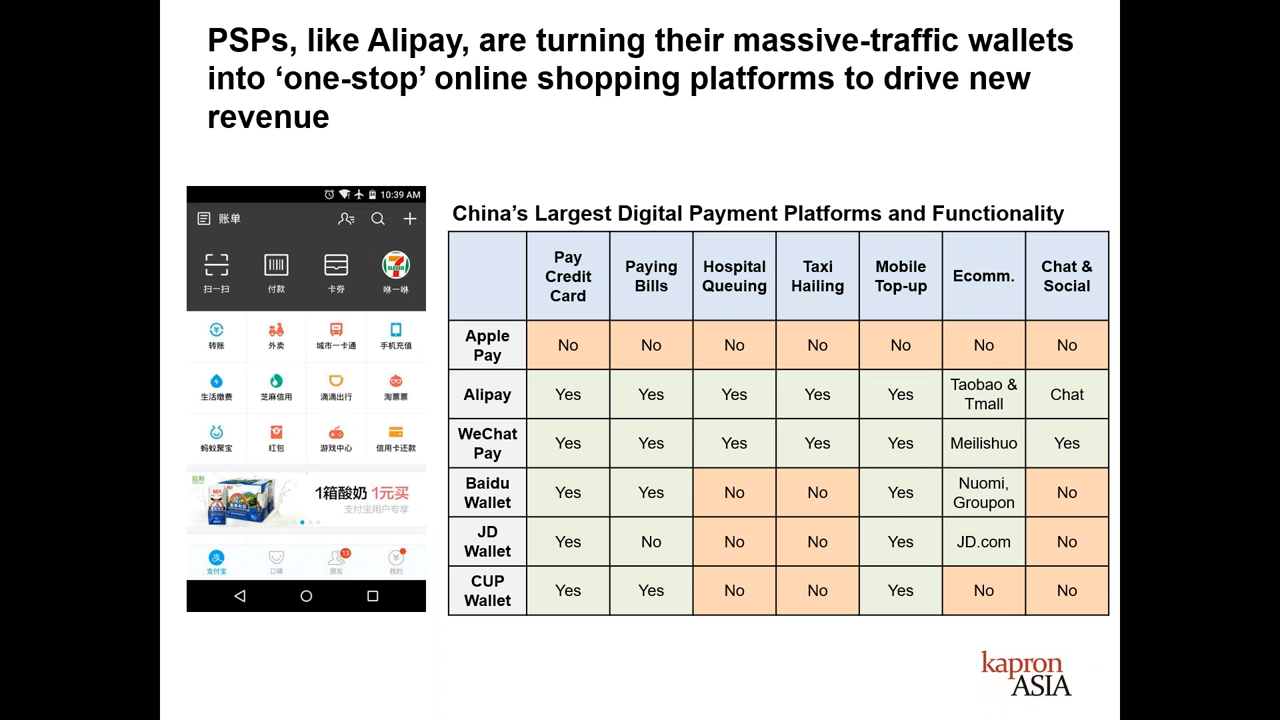 PSPs, like Alipay, are turning their massive-traffic wallets
into ‘one-stop’ online shopping platforms to drive new
revenue
10:39 AM
账单
扫一扫 付款 卡券 咻一咻
转账 外卖 城市一卡通 手机充值
生活缴费 芝麻信用 滴滴出行 淘票票
蚂蚁聚宝 红包 游戏中心 信用卡还款
1箱酸奶 1元买
支付宝用户专享
13
支付宝 口碑 朋友 我的
China’s Largest Digital Payment Platforms and Functionality
Pay Credit Card Paying Bills Hospital Queuing Taxi Hailing Mobile Top-up Ecomm. Chat & Social
Apple Pay No No No No No No No
Alipay Yes Yes Yes Yes Yes Taobao & Tmall Chat
WeChat Pay Yes Yes Yes Yes Yes Meilishuo Yes
Baidu Wallet Yes Yes No No Yes Nuomi, Groupon No
JD Wallet Yes No No No Yes JD.com No
CUP Wallet Yes Yes No No Yes No No
kapron
ASIA